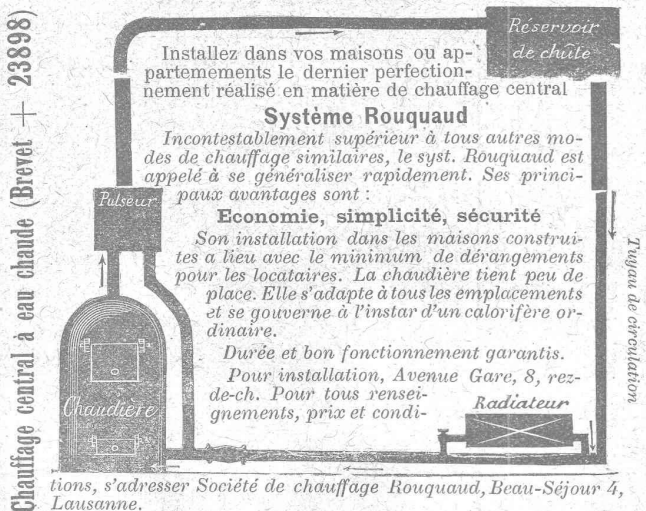 Chauffage central à eau chaude (Brevet + 23898)
Réservoir
de chûte
Installez dans vos maisons ou ap-
partemements le dernier perfection-
nement réalisé en matière de chauffage central
Système Rouquaud
Incontestablement supérieur à tous autres mo-
des de chauffage similaires, le syst. Rouquaud est
appelé à se généraliser rapidement. Ses princi-
paux avantages sont :
Pulseur
Economie, simplicité, sécurité
Son installation dans les maisons construi-
tes a lieu avec le minimum de dérangements
pour les locataires. La chaudière tient peu de
place. Elle s'adapte à tous les emplacements
et se gouverne à l'instar d'un calorifère or-
dinaire.
Tuyau de circulation
Durée et bon fonctionnement garantis.
Pour installation, Avenue Gare, 8, rez-
de-ch. Pour tous rensei-
gnements, prix et condi-
Chaudière
Radiateur
tions, s'adresser Société de chauffage Rouquaud, Beau-Séjour 4,
Lausanne.